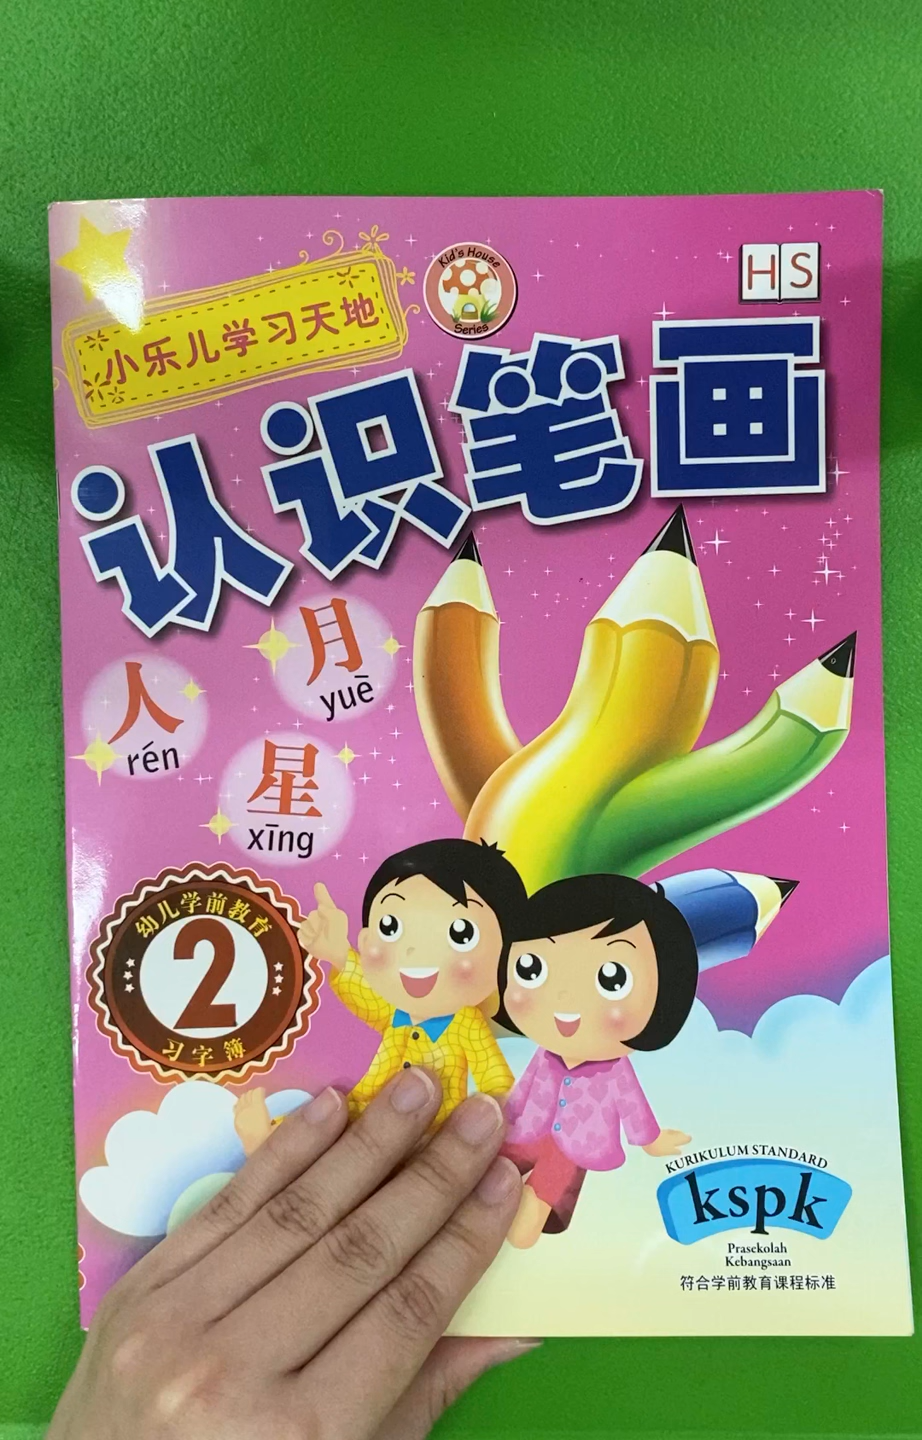 小乐儿学习天地
Kid's House
Series
HS
认识笔画
月
yuē
人
rén
星
xīng
幼儿学前教育
2
习字簿
KURIKULUM STANDARD
kspk
Prasekolah
Kebangsaan
符合学前教育课程标准